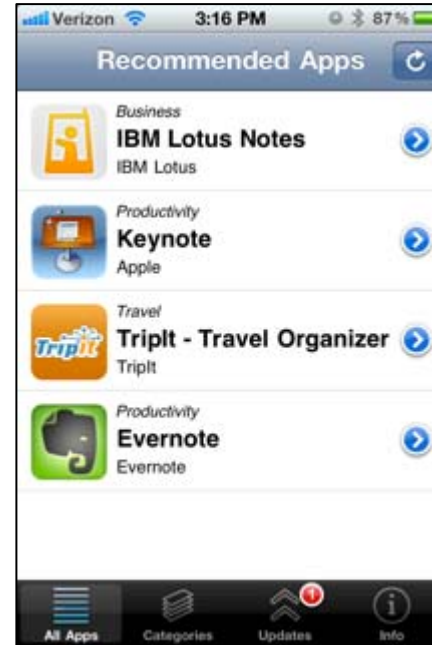 Verizon 3:16 PM 87%
Recommended Apps
Business
IBM Lotus Notes
IBM Lotus
Productivity
Keynote
Apple
Travel
TripIt
TripIt - Travel Organizer
TripIt
Productivity
Evernote
Evernote
1
All Apps Categories Updates Info